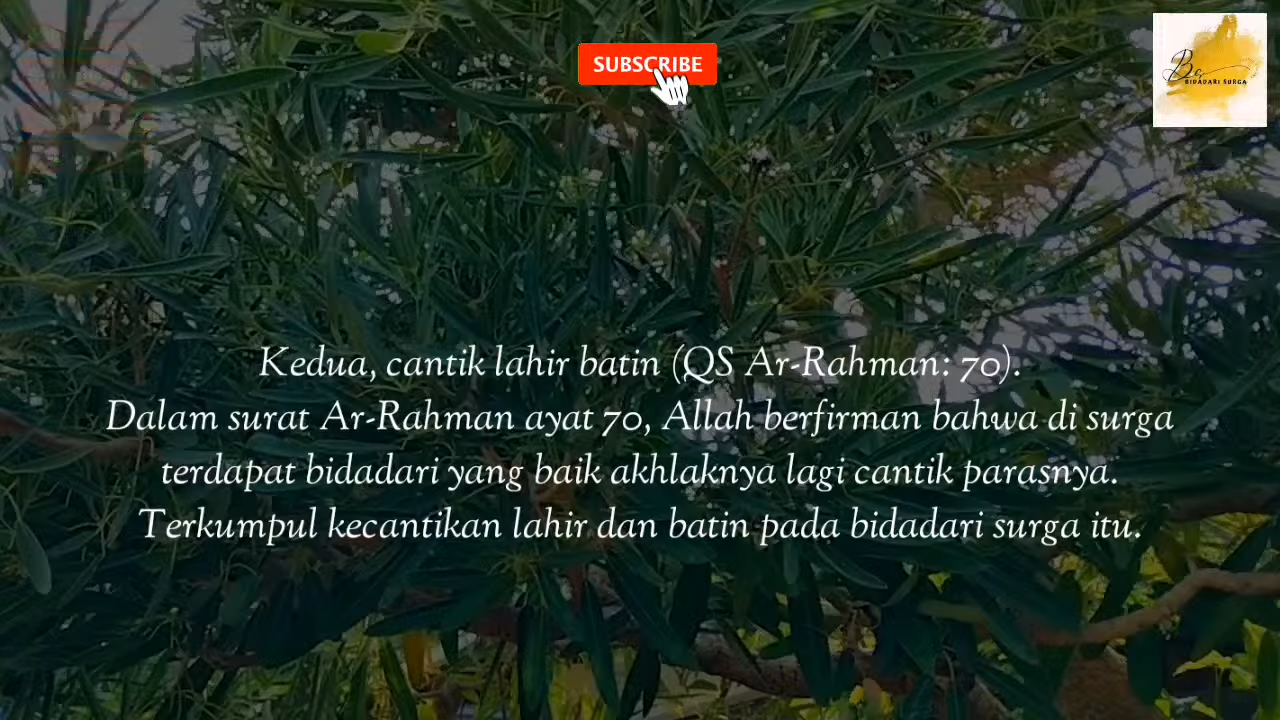 SUBSCRIBE
Bs
BIDADARI SURGA
Kedua, cantik lahir batin (QS Ar-Rahman: 70).
Dalam surat Ar-Rahman ayat 70, Allah berfirman bahwa di surga
terdapat bidadari yang baik akhlaknya lagi cantik parasnya.
Terkumpul kecantikan lahir dan batin pada bidadari surga itu.